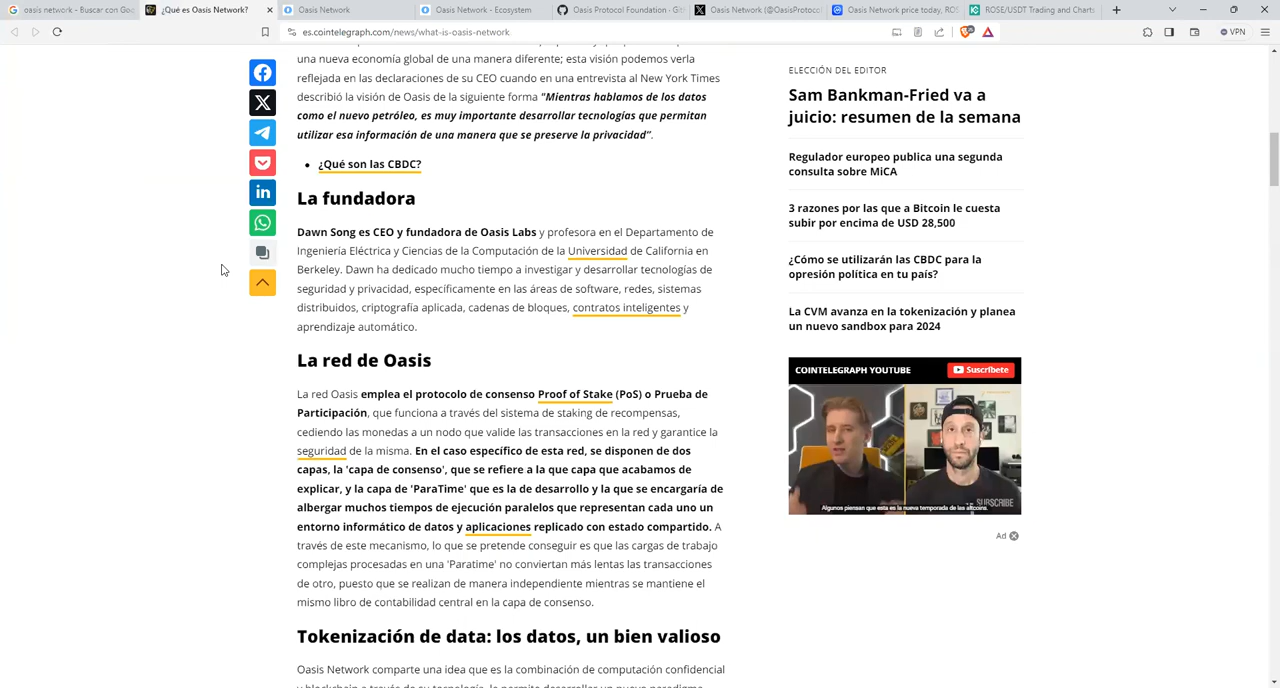 oasis network - Buscar con Goo
¿Qué es Oasis Network?
Oasis Network
Oasis Network - Ecosystem
Oasis Protocol Foundation - Git
Oasis Network (@OasisProtoco
Oasis Network price today, ROS
ROSE/USDT Trading and Charts
es.cointelegraph.com/news/what-is-oasis-network
VPN
una nueva economía global de una manera diferente; esta visión podemos verla
reflejada en las declaraciones de su CEO cuando en una entrevista al New York Times
describió la visión de Oasis de la siguiente forma "Mientras hablamos de los datos
como el nuevo petróleo, es muy importante desarrollar tecnologías que permitan
utilizar esa información de una manera que se preserve la privacidad".
• ¿Qué son las CBDC?
La fundadora
Dawn Song es CEO y fundadora de Oasis Labs y profesora en el Departamento de
Ingeniería Eléctrica y Ciencias de la Computación de la Universidad de California en
Berkeley. Dawn ha dedicado mucho tiempo a investigar y desarrollar tecnologías de
seguridad y privacidad, específicamente en las áreas de software, redes, sistemas
distribuidos, criptografía aplicada, cadenas de bloques, contratos inteligentes y
aprendizaje automático.
La red de Oasis
La red Oasis emplea el protocolo de consenso Proof of Stake (PoS) o Prueba de
Participación, que funciona a través del sistema de staking de recompensas,
cediendo las monedas a un nodo que valide las transacciones en la red y garantice la
seguridad de la misma. En el caso específico de esta red, se disponen de dos
capas, la 'capa de consenso', que se refiere a la que capa que acabamos de
explicar, y la capa de 'ParaTime' que es la de desarrollo y la que se encargaría de
albergar muchos tiempos de ejecución paralelos que representan cada uno un
entorno informático de datos y aplicaciones replicado con estado compartido. A
través de este mecanismo, lo que se pretende conseguir es que las cargas de trabajo
complejas procesadas en una 'Paratime' no conviertan más lentas las transacciones
de otro, puesto que se realizan de manera independiente mientras se mantiene el
mismo libro de contabilidad central en la capa de consenso.
Tokenización de data: los datos, un bien valioso
Oasis Network comparte una idea que es la combinación de computación confidencial
ELECCIÓN DEL EDITOR
Sam Bankman-Fried va a
juicio: resumen de la semana
Regulador europeo publica una segunda
consulta sobre MiCA
3 razones por las que a Bitcoin le cuesta
subir por encima de USD 28,500
¿Cómo se utilizarán las CBDC para la
opresión política en tu país?
La CVM avanza en la tokenización y planea
un nuevo sandbox para 2024
COINTELEGRAPH YOUTUBE
Suscríbete
SUBSCRIBE
Algunos piensan que esta es la nueva temporada de las altcoins.
Ad